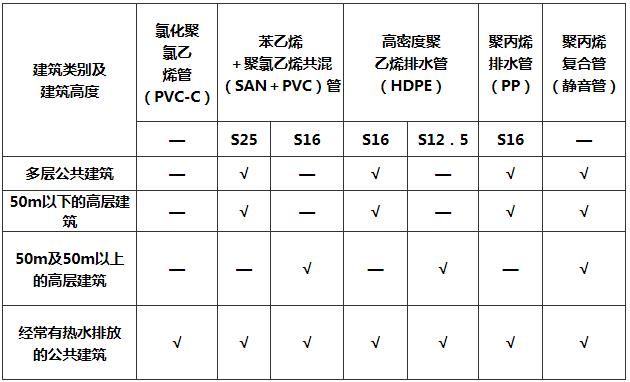 建筑类别及
建筑高度
氯化聚
氯乙
烯管
（PVC-C）
苯乙烯
＋聚氯乙烯共混
（SAN＋PVC）管
高密度聚
乙烯排水管
（HDPE）
聚丙烯
排水管
（PP）
聚丙烯
复合管
（静音管）
— S25 S16 S16 S12．5 S16 —
多层公共建筑 — √ — √ — √ √
50m以下的高层建
筑
— √ — √ — √ √
50m及50m以上
的高层建筑
— — √ — √ — √
经常有热水排放
的公共建筑
√ √ √ √ √ √ √